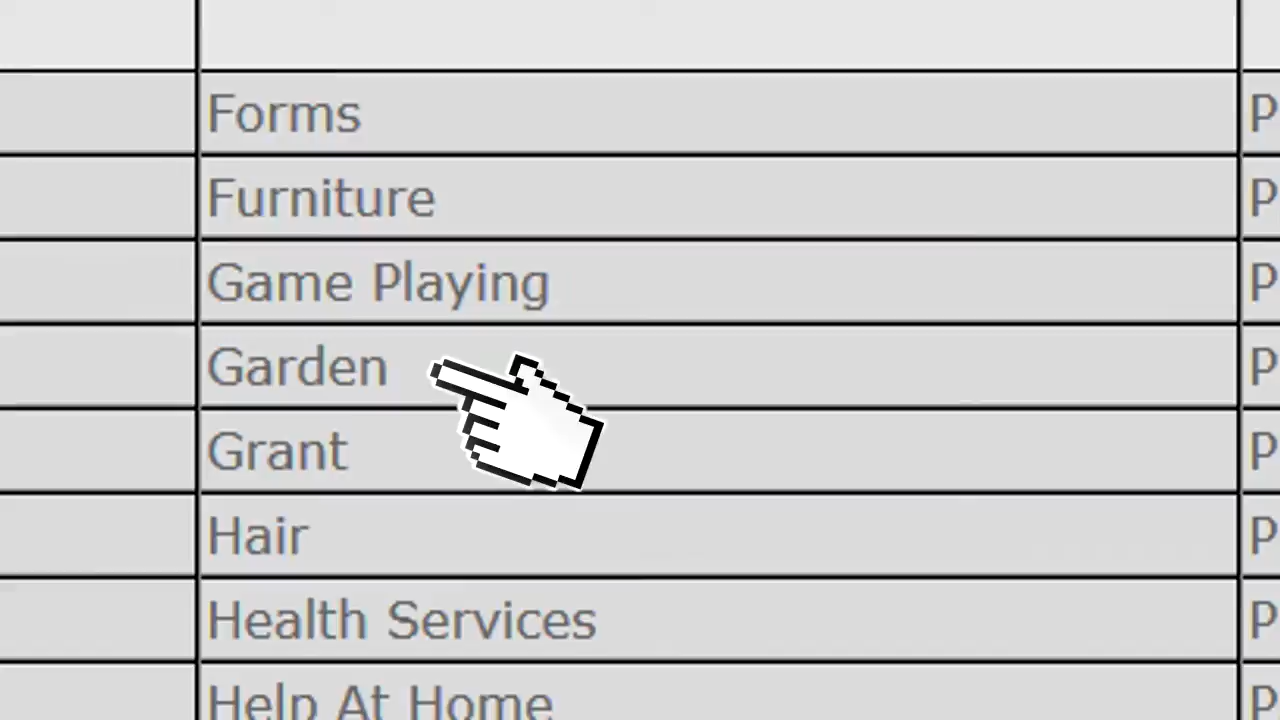 Forms P
Furniture P
Game Playing P
Garden P
Grant P
Hair P
Health Services P
Help At Home P